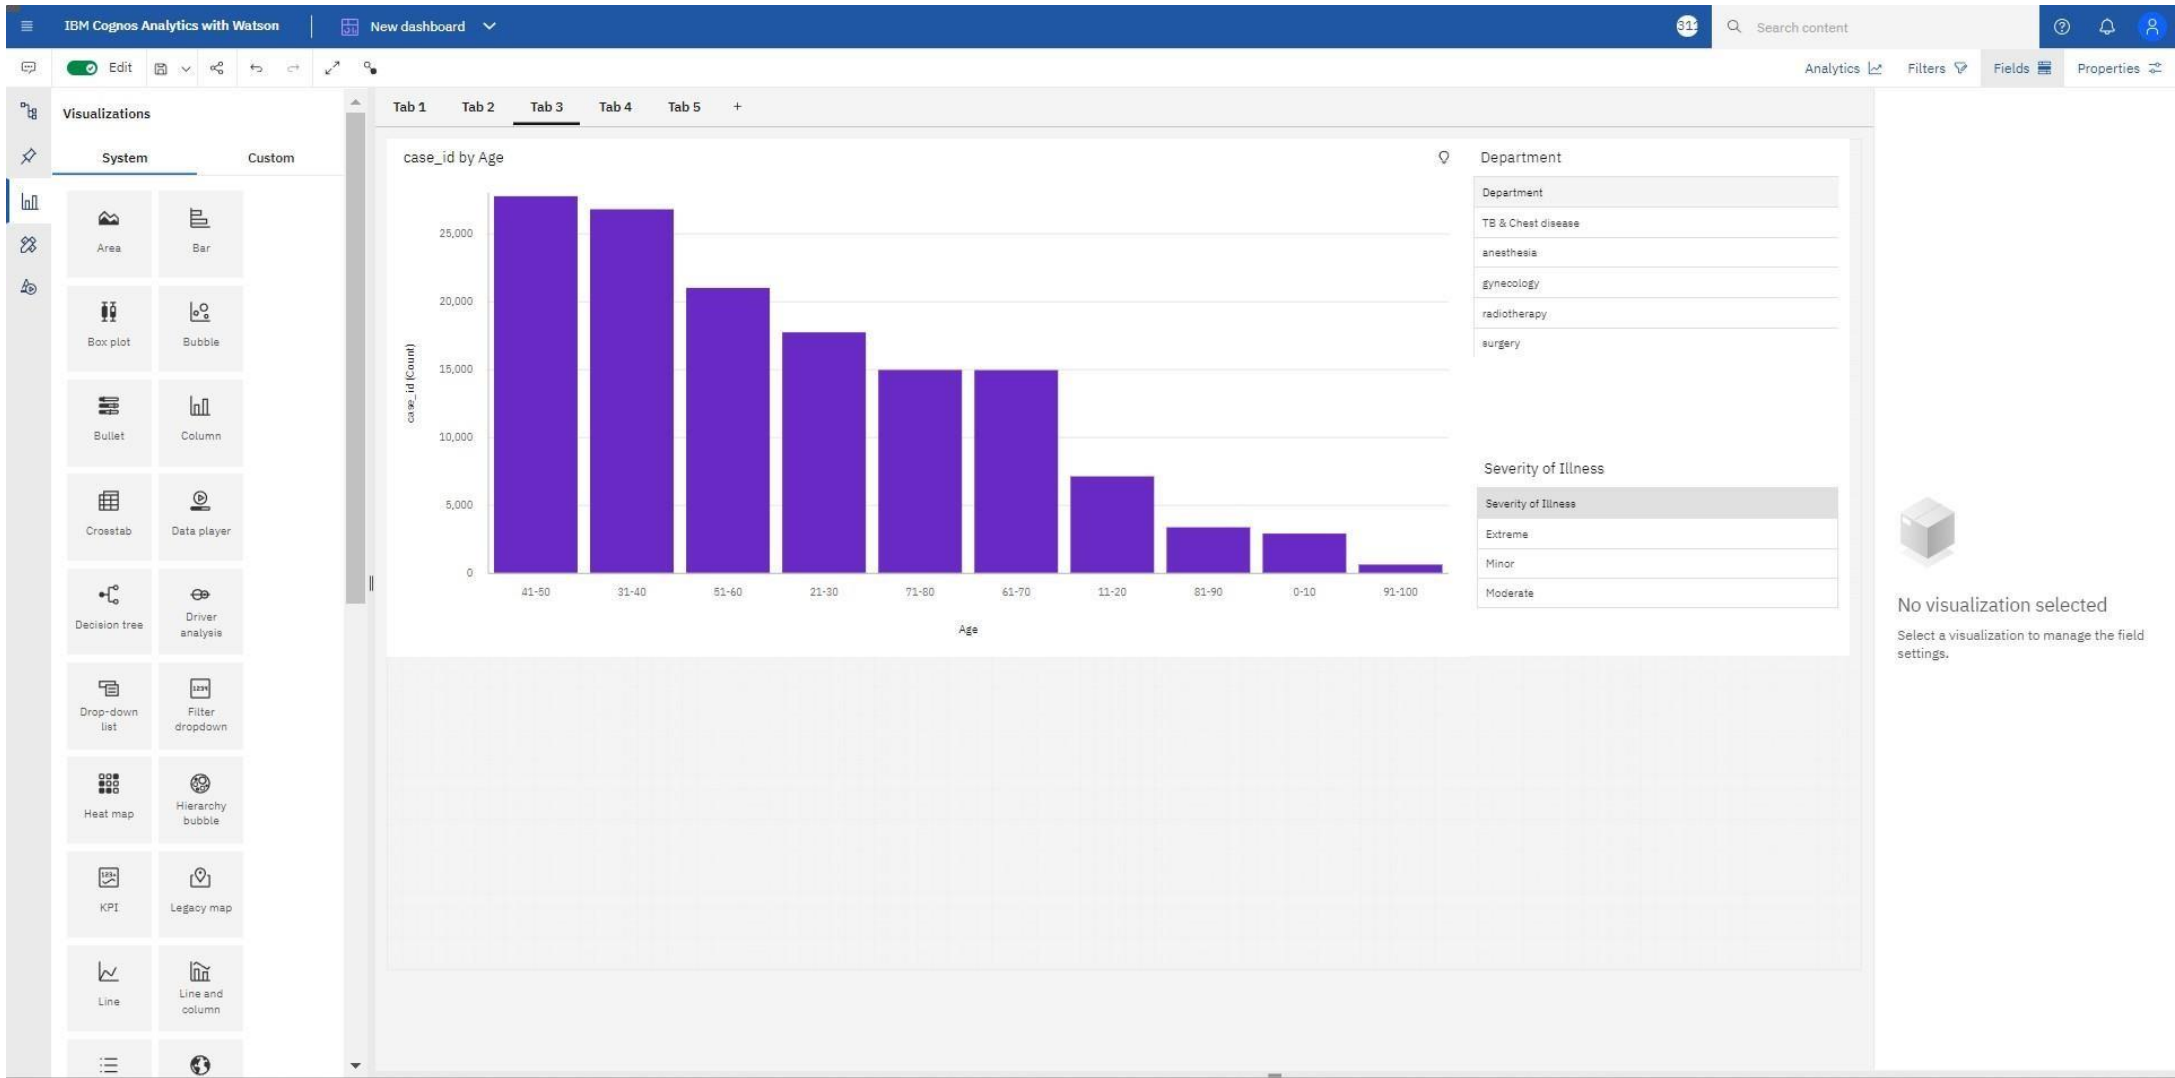 IBM Cognos Analytics with Watson
New dashboard
Search content
Edit
Analytics
Filters
Fields
Properties
Visualizations
System
Custom
Area
Bar
Box plot
Bubble
Bullet
Column
Crosstab
Data player
Decision tree
Driver
analysis
Drop-down
list
Filter
dropdown
Heat map
Hierarchy
bubble
KPI
Legacy map
Line
Line and
column
Tab 1
Tab 2
Tab 3
Tab 4
Tab 5
+
case_id by Age
case_id (Count)
25,000
20,000
15,000
10,000
5,000
0
41-50
31-40
51-60
21-30
71-80
61-70
11-20
81-90
0-10
91-100
Age
Department
Department
TB & Chest disease
anesthesia
gynecology
radiotherapy
surgery
Severity of Illness
Severity of Illness
Extreme
Minor
Moderate
No visualization selected
Select a visualization to manage the field
settings.